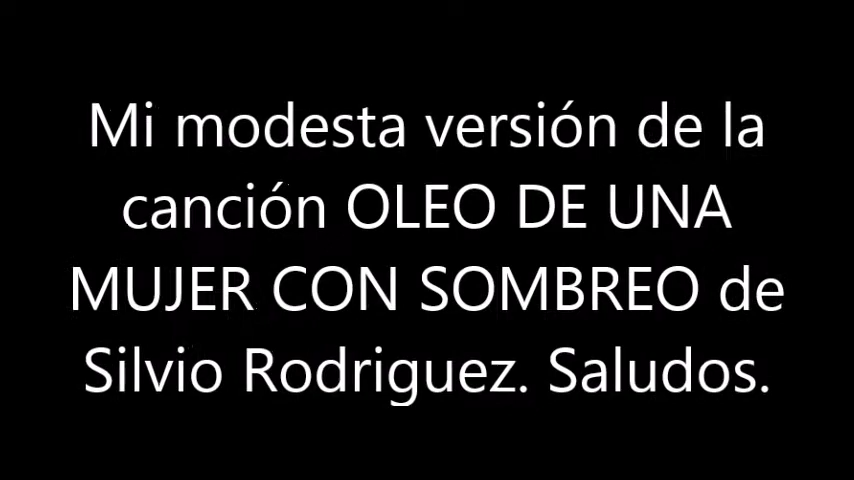 Mi modesta versión de la
canción OLEO DE UNA
MUJER CON SOMBREO de
Silvio Rodriguez. Saludos.